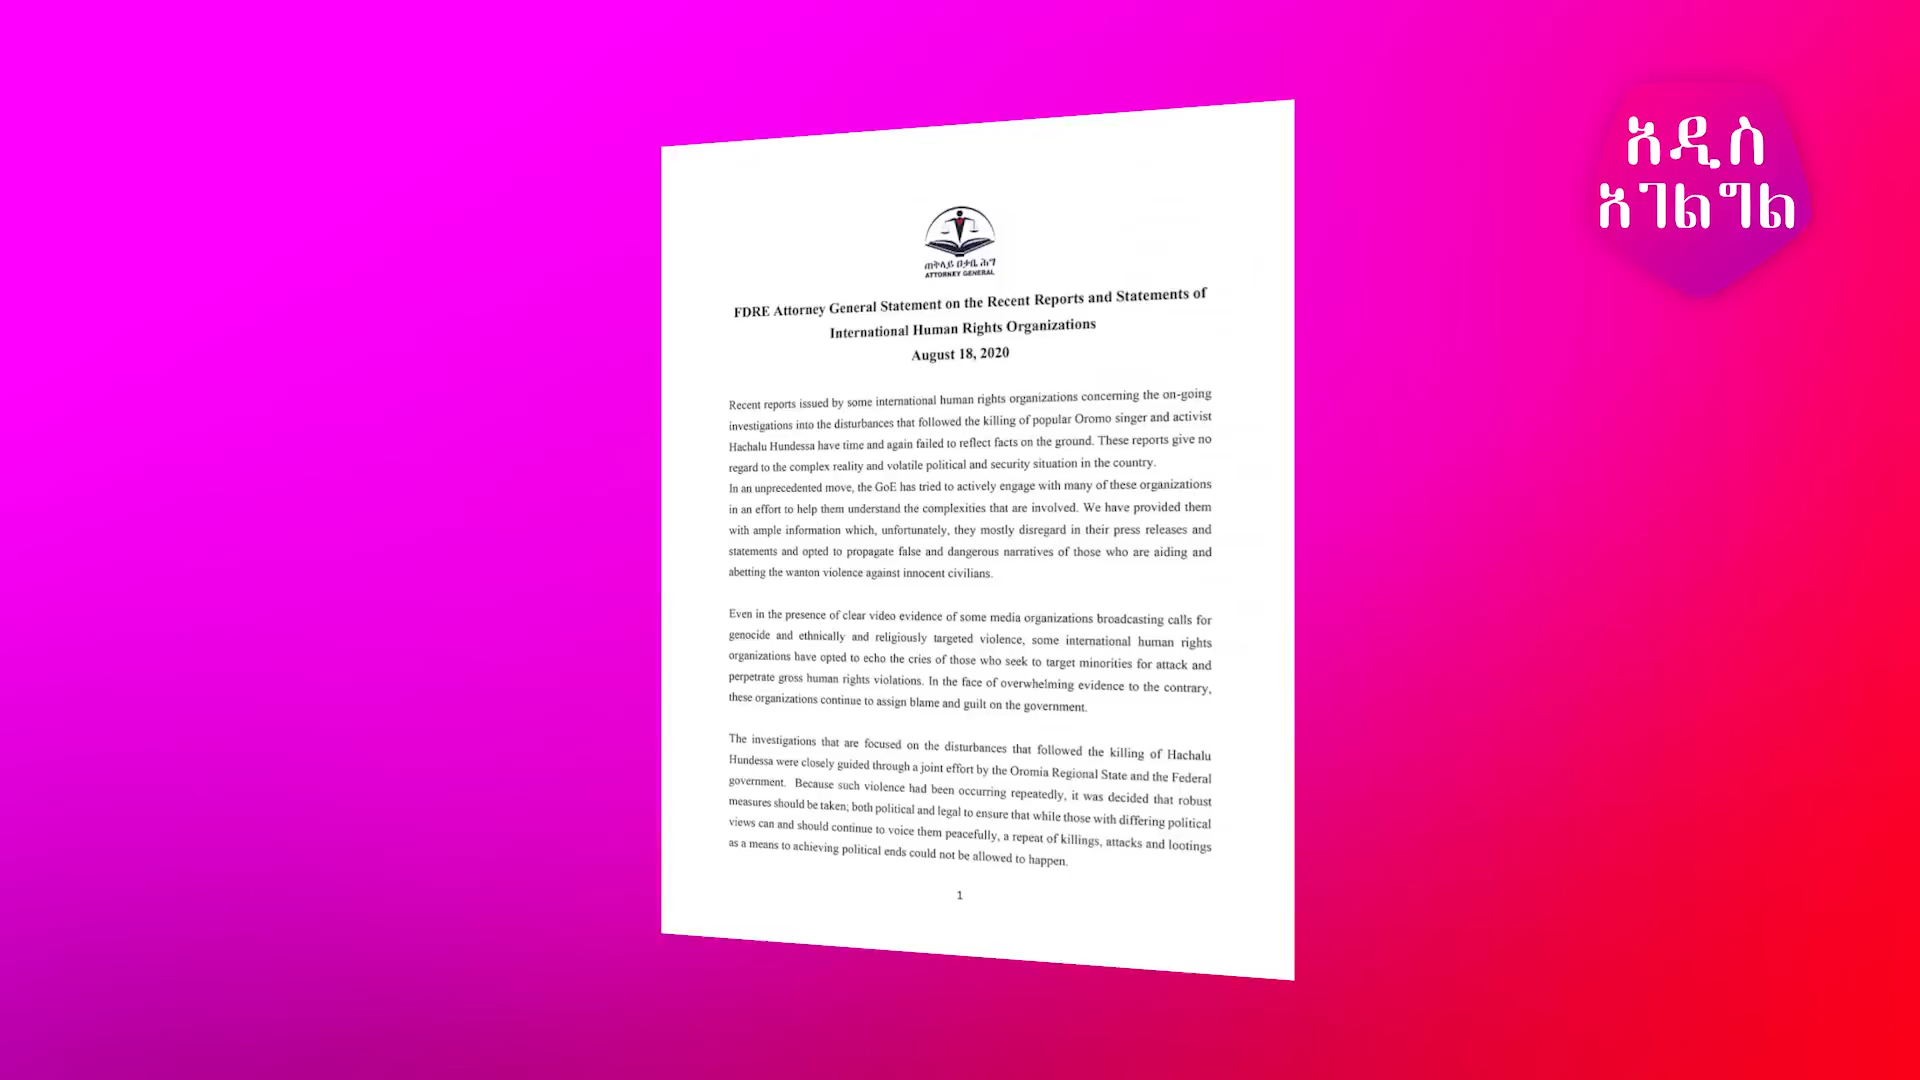 አዲስ
አገልግል
ጠቅላይ ዐቃቤ ሕግ
ATTORNEY GENERAL
FDRE Attorney General Statement on the Recent Reports and Statements of
International Human Rights Organizations
August 18, 2020
Recent reports issued by some international human rights organizations concerning the on-going
investigations into the disturbances that followed the killing of popular Oromo singer and activist
Hachalu Hundessa have time and again failed to reflect facts on the ground. These reports give no
regard to the complex reality and volatile political and security situation in the country.
In an unprecedented move, the GoE has tried to actively engage with many of these organizations
in an effort to help them understand the complexities that are involved. We have provided them
with ample information which, unfortunately, they mostly disregard in their press releases and
statements and opted to propagate false and dangerous narratives of those who are aiding and
abetting the wanton violence against innocent civilians.
Even in the presence of clear video evidence of some media organizations broadcasting calls for
genocide and ethnically and religiously targeted violence, some international human rights
organizations have opted to echo the cries of those who seek to target minorities for attack and
perpetrate gross human rights violations. In the face of overwhelming evidence to the contrary,
these organizations continue to assign blame and guilt on the government.
The investigations that are focused on the disturbances that followed the killing of Hachalu
Hundessa were closely guided through a joint effort by the Oromia Regional State and the Federal
government. Because such violence had been occurring repeatedly, it was decided that robust
measures should be taken; both political and legal to ensure that while those with differing political
views can and should continue to voice them peacefully, a repeat of killings, attacks and lootings
as a means to achieving political ends could not be allowed to happen.
1